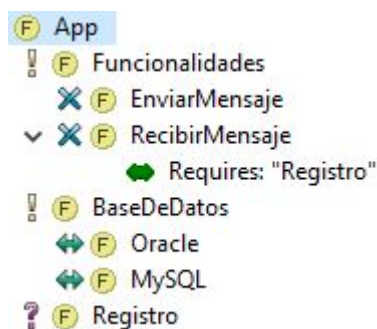 F App
F Funcionalidades
F EnviarMensaje
F RecibirMensaje
Requires: "Registro"
F BaseDeDatos
F Oracle
F MySQL
? F Registro